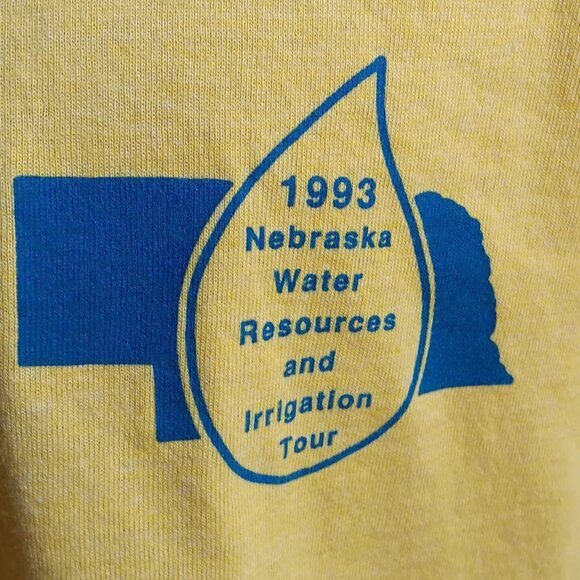 1993
Nebraska
Water
Resources
and
Irrigation
Tour